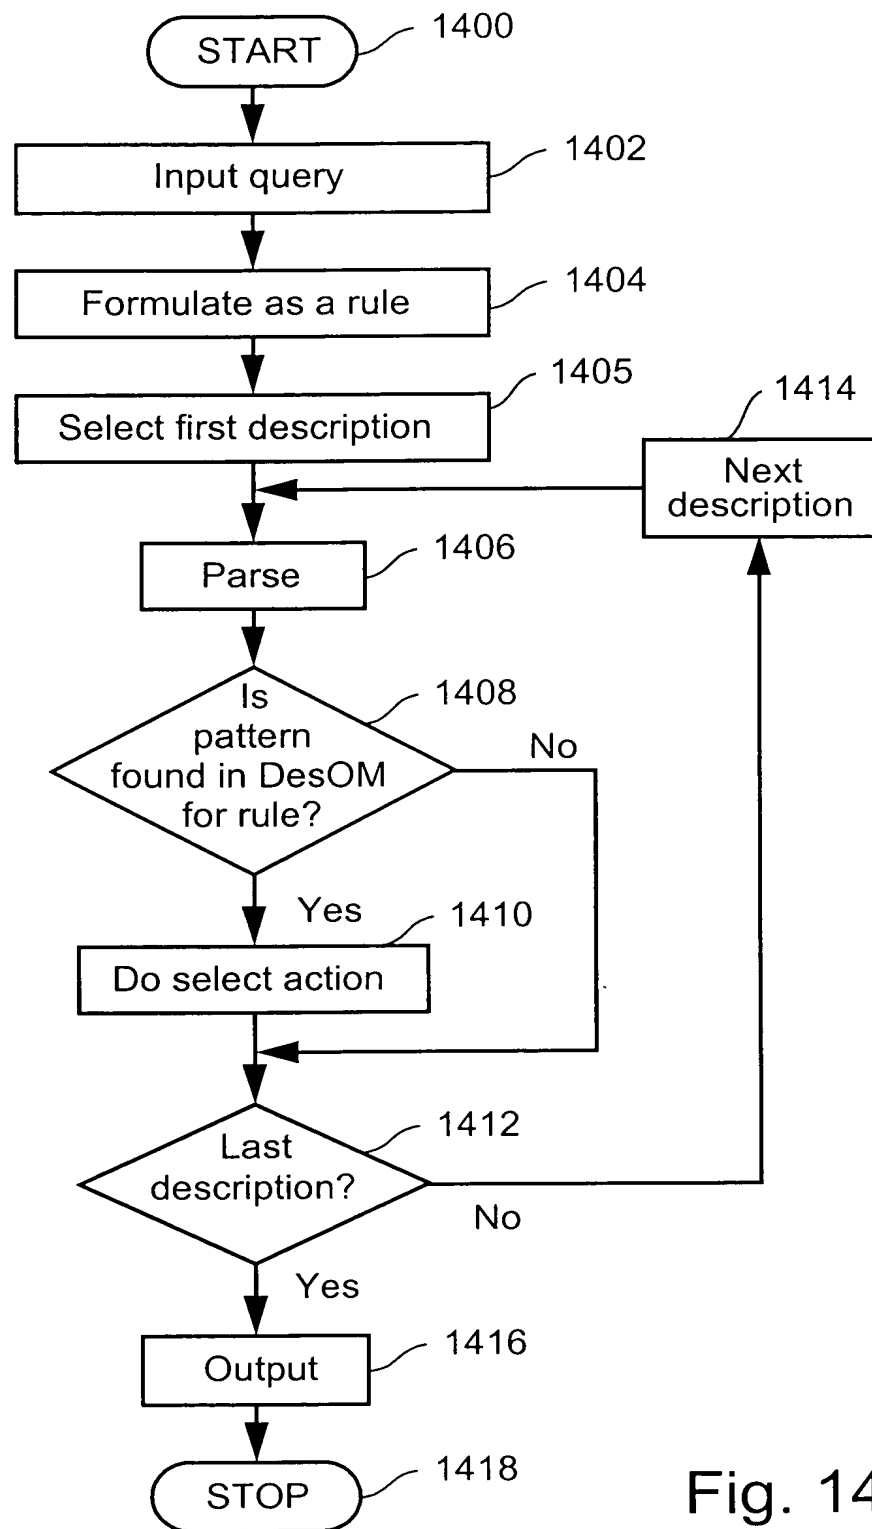 START
1400
1402
Input query
1404
Formulate as a rule
1405
Select first description
1414
Next
description
1406
Parse
1408
Is
pattern
found in DesOM
for rule?
No
Yes
1410
Do select action
1412
Last
description?
No
Yes
1416
Output
1418
STOP
Fig. 14